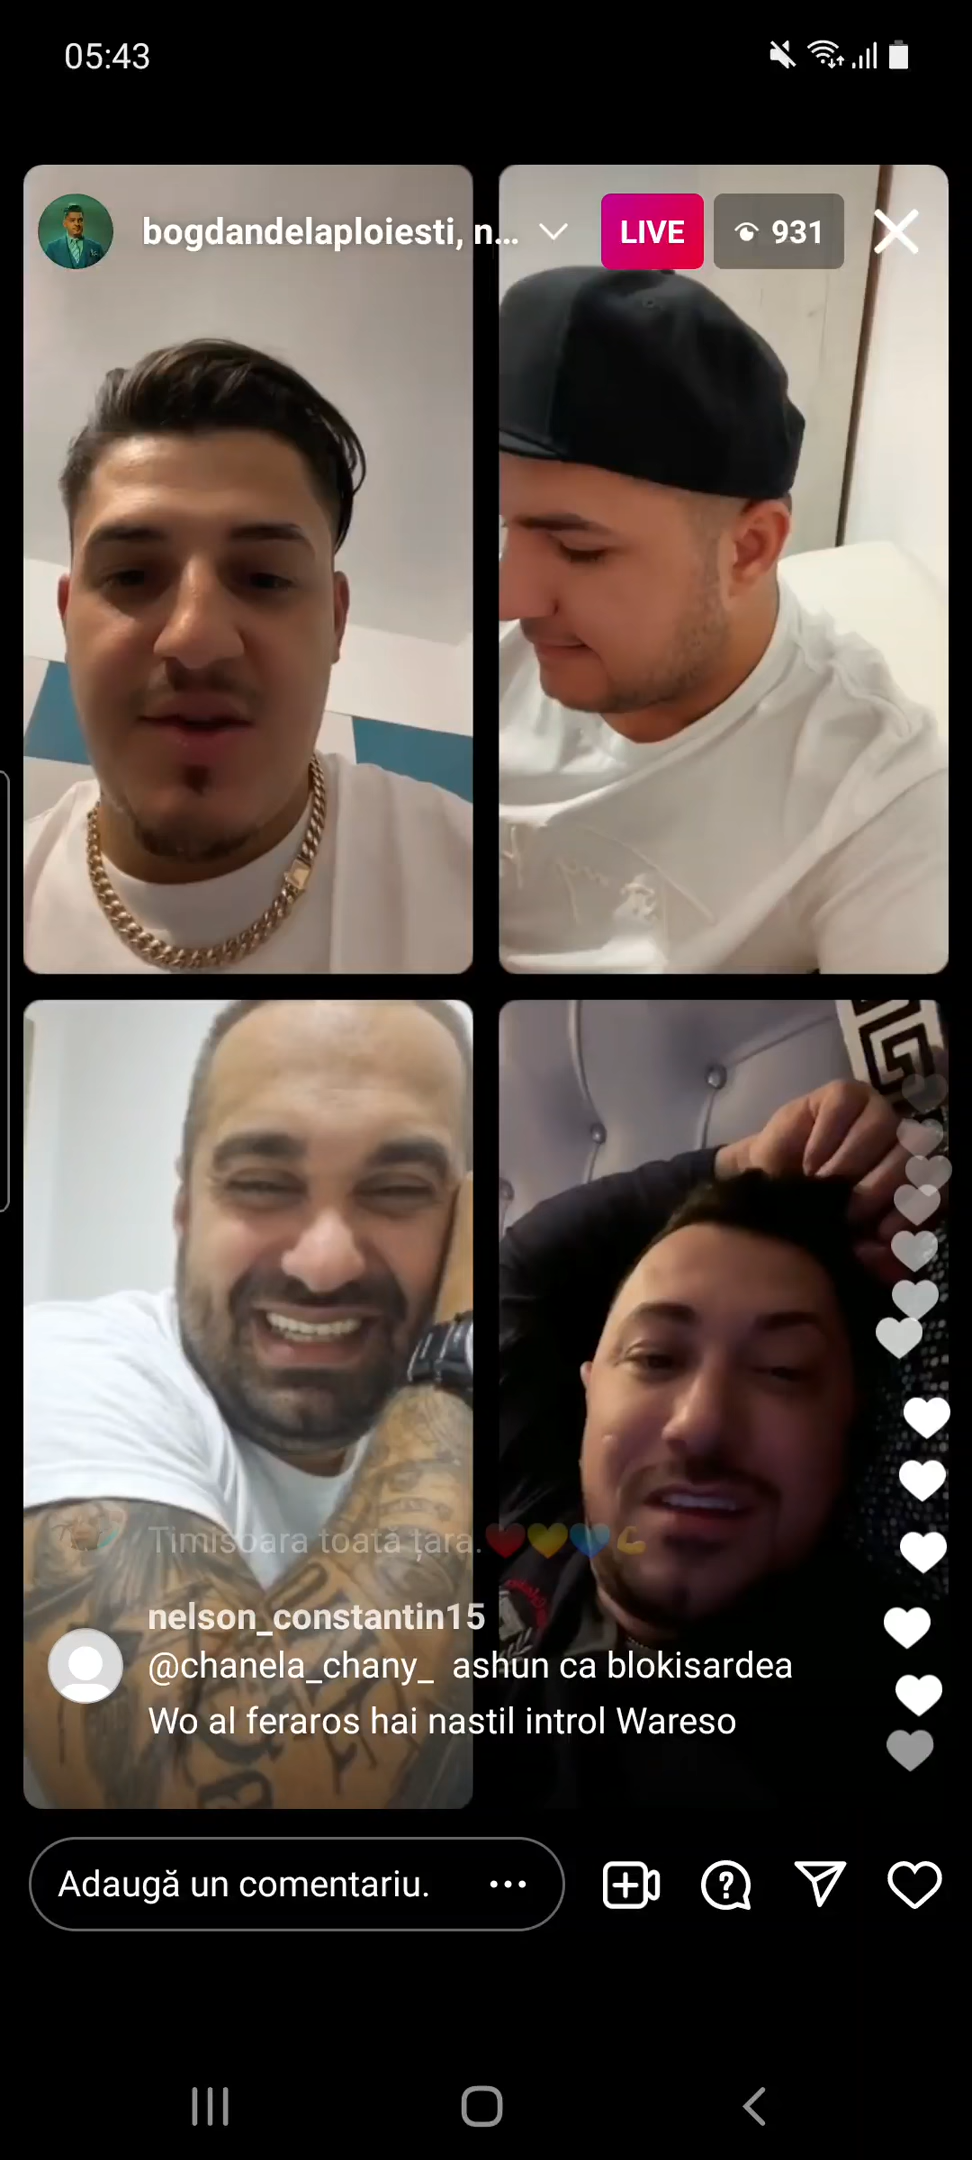 05:43
bogdandelaploiesti, n...
LIVE
931
Timisoara toată țara.❤️💛💙💪
nelson_constantin15
@chanela_chany_ ashun ca blokisardea
Wo al feraros hai nastil introl Wareso
Adaugă un comentariu.